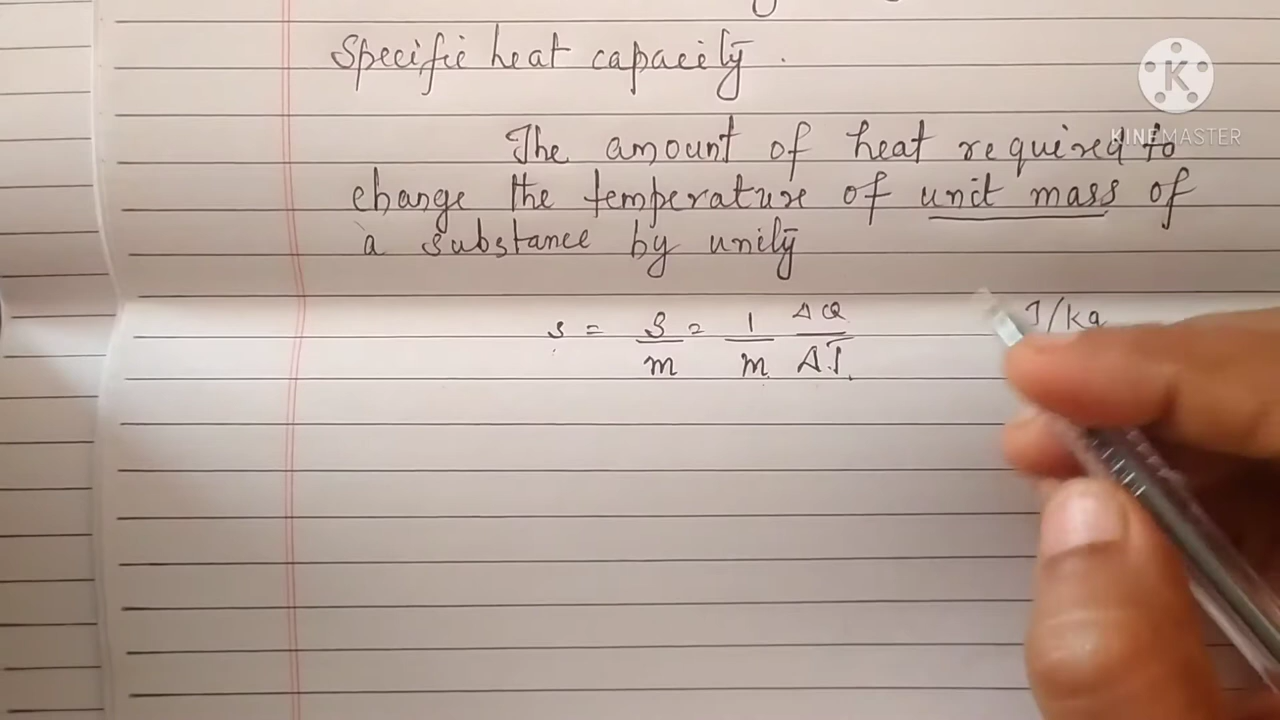 Specific heat capacity.
K
KINEMASTER
The amount of heat required to
change the temperature of unit mass of
a substance by unity
s = S/m = 1/m ΔQ/ΔT. J/kg